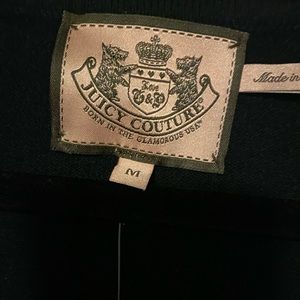 JUICY COUTURE
BORN IN THE GLAMOROUS USA
M
Made in